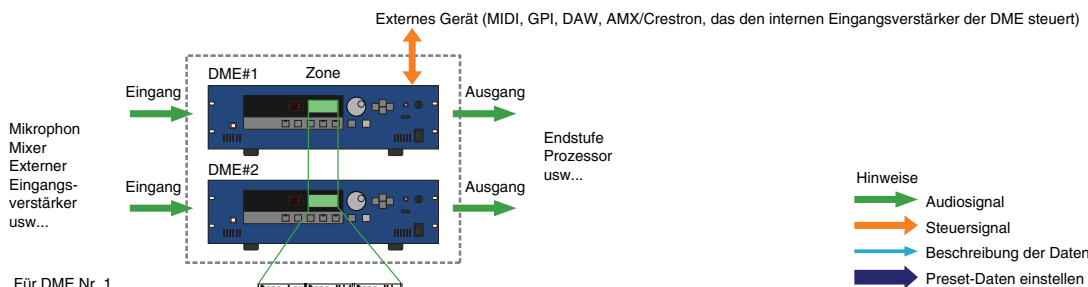 Externes Gerät (MIDI, GPI, DAW, AMX/Crestron, das den internen Eingangsverstärker der DME steuert)
DME#1
Zone
Eingang
Ausgang
Mikrophon
Mixer
Externer
Eingangs-
verstärker
usw...
Endstufe
Prozessor
usw...
DME#2
Eingang
Ausgang
Hinweise
Audiosignal
Steuersignal
Beschreibung der Daten
Preset-Daten einstellen
Für DME Nr. 1